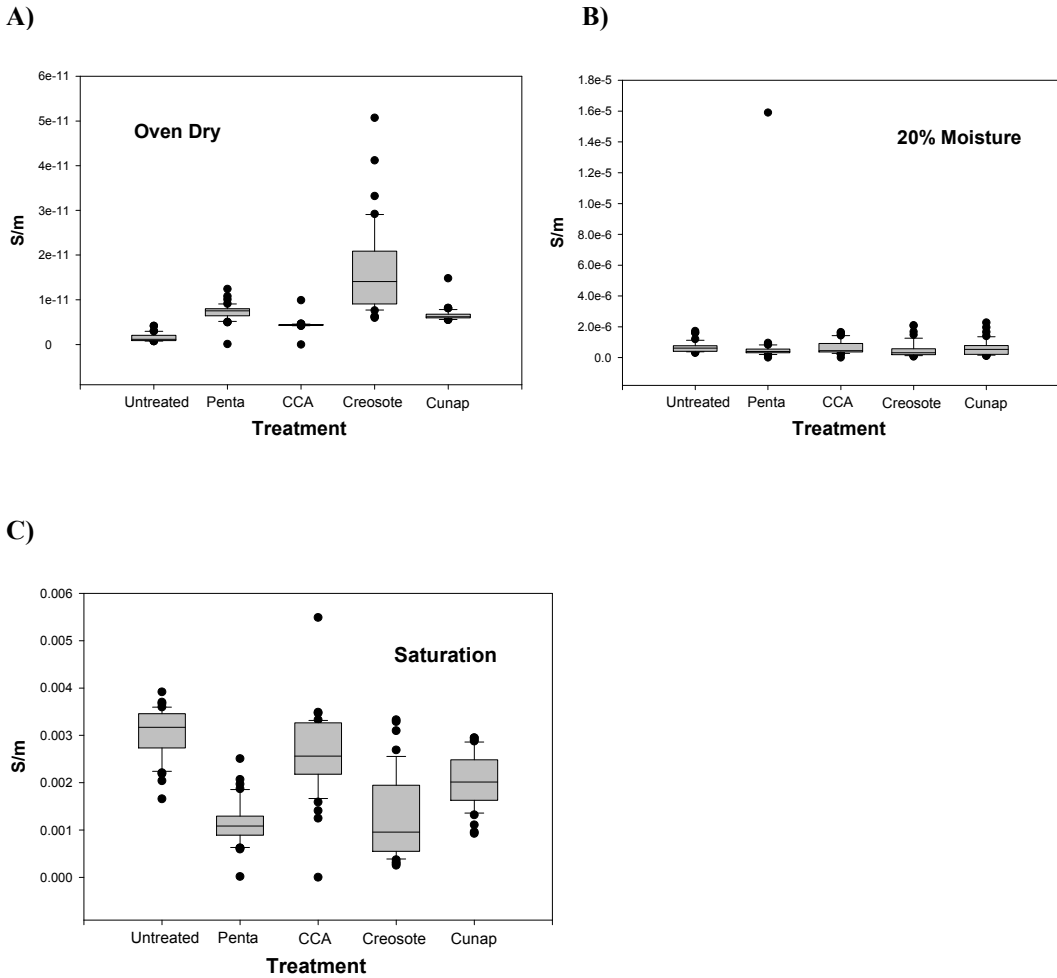 A)
6e-11
5e-11
4e-11
3e-11
2e-11
1e-11
0
S/m
Oven Dry
Untreated Penta CCA Creosote Cunap
Treatment
B)
1.8e-5
1.6e-5
1.4e-5
1.2e-5
1.0e-5
8.0e-6
6.0e-6
4.0e-6
2.0e-6
0.0
S/m
20% Moisture
Untreated Penta CCA Creosote Cunap
Treatment
C)
0.006
0.005
0.004
0.003
0.002
0.001
0.000
S/m
Saturation
Untreated Penta CCA Creosote Cunap
Treatment